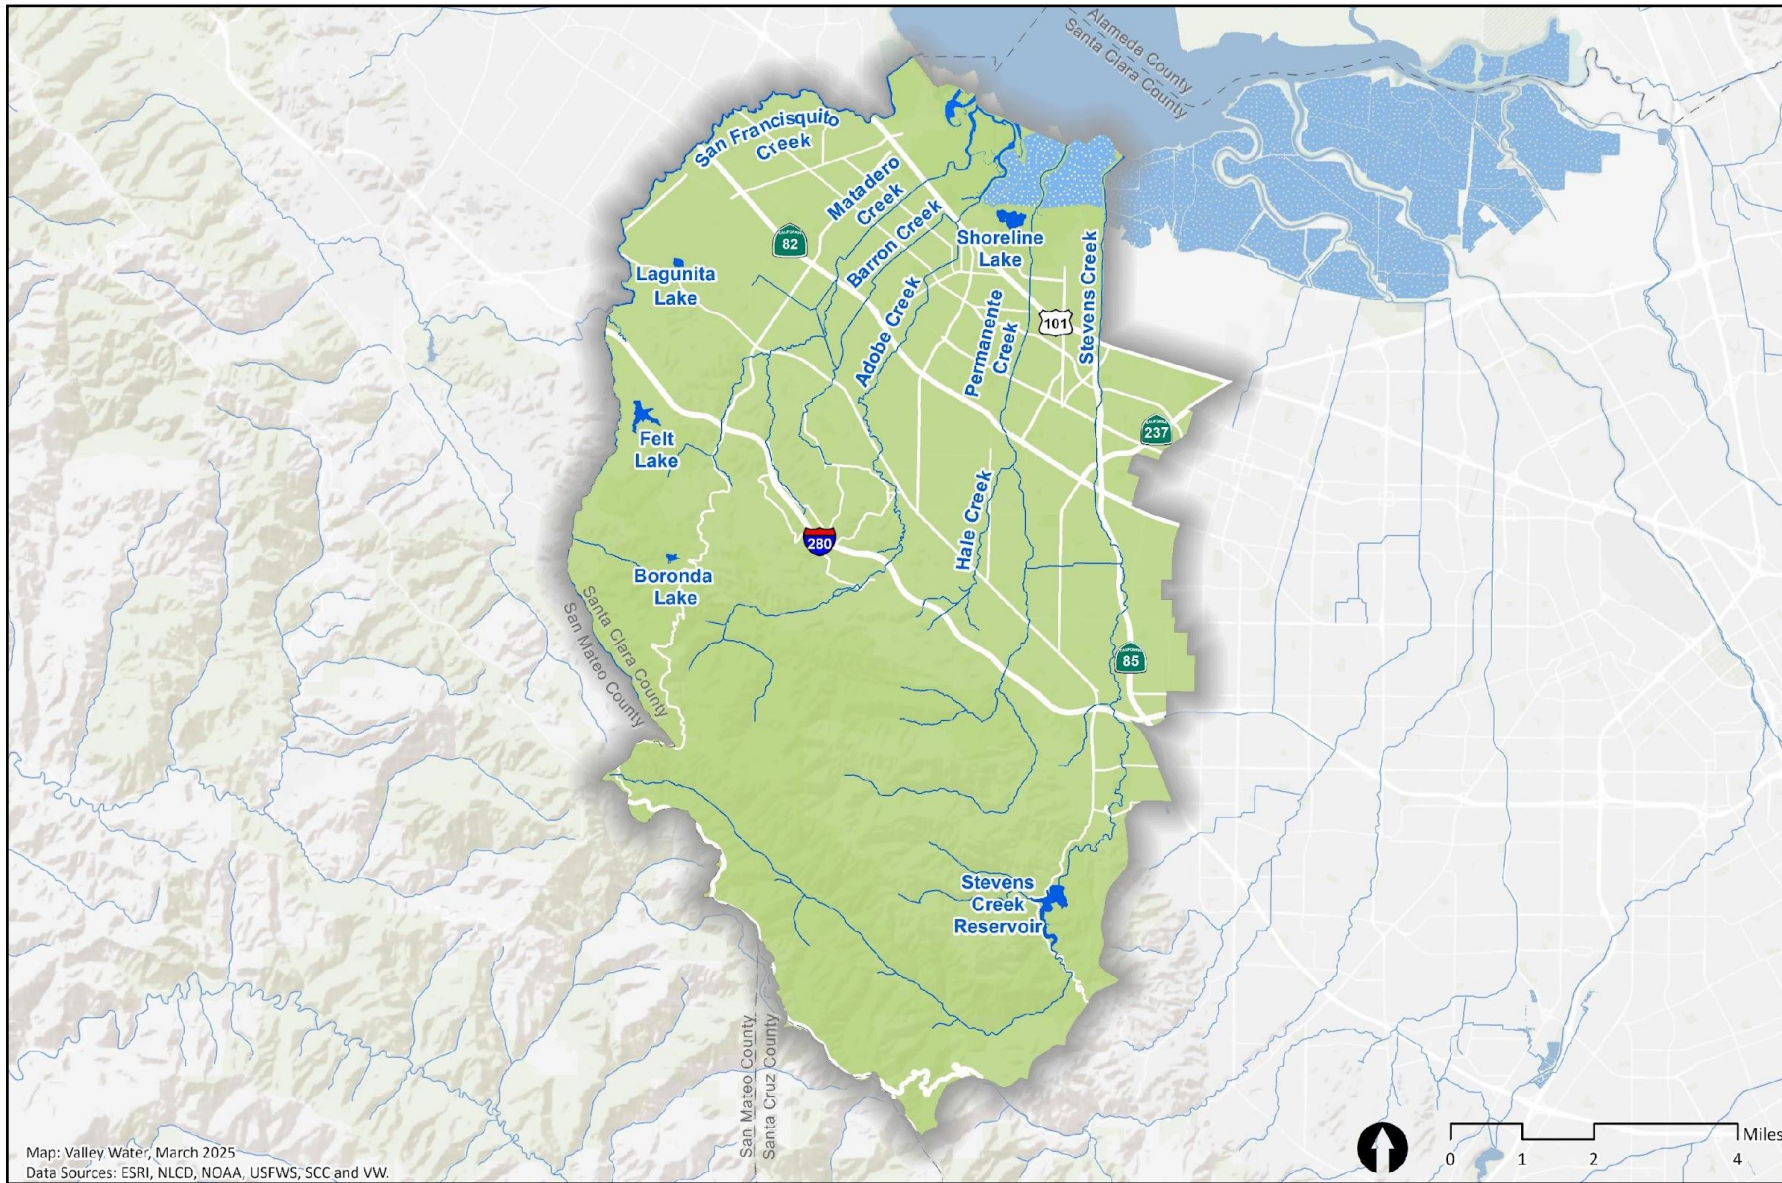 Alameda County
Santa Clara County
San Francisquito
Creek
Matadero
Creek
Barron Creek
CALIFORNIA
82
Shoreline
Lake
Stevens Creek
Lagunita
Lake
Adobe Creek
Permanente
Creek
101
CALIFORNIA
237
Felt
Lake
Hale Creek
280
Boronda
Lake
Santa Clara County
San Mateo County
CALIFORNIA
85
Stevens
Creek
Reservoir
San Mateo County
Santa Cruz County
Map: Valley Water, March 2025
Data Sources: ESRI, NLCD, NOAA, USFWS, SCC and VW.
Miles
0 1 2 4